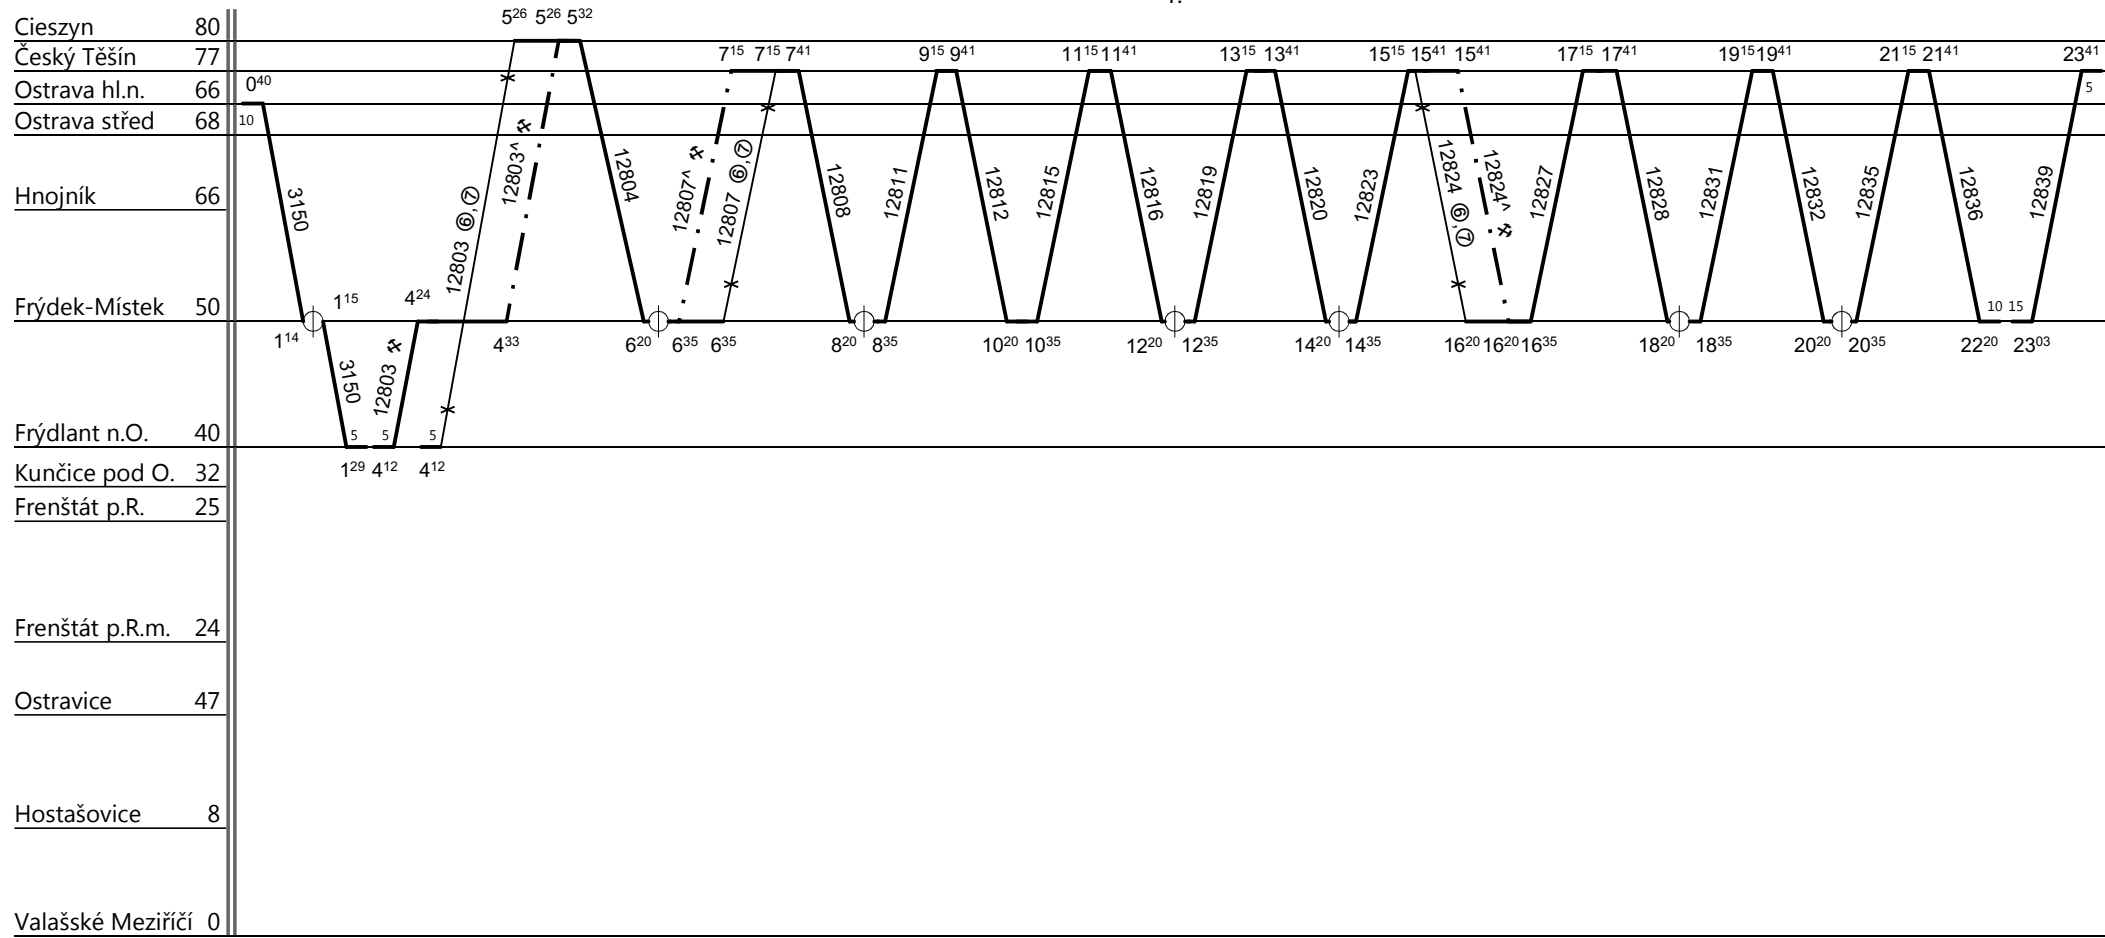 Cieszyn 80
Český Těšín 77
Ostrava hl.n. 66
Ostrava střed 68
Hnojník 66
Frýdek-Místek 50
Frýdlant n.O. 40
Kunčice pod O. 32
Frenštát p.R. 25
Frenštát p.R.m. 24
Ostravice 47
Hostašovice 8
Valašské Meziříčí 0
5²⁶ 5²⁶ 5³²
7¹⁵ 7¹⁵ 7⁴¹ 9¹⁵ 9⁴¹ 11¹⁵ 11⁴¹ 13¹⁵ 13⁴¹ 15¹⁵ 15⁴¹ 15⁴¹ 17¹⁵ 17⁴¹ 19¹⁵ 19⁴¹ 21¹⁵ 21⁴¹ 23⁴¹
0⁴⁰ 5
10
3150
12803 ⑥,⑦
12803^ ⚒
12804
12807^ ⚒
12807 ⑥,⑦
12808
12811
12812
12815
12816
12819
12820
12823
12824 ⑥,⑦
12824^ ⚒
12827
12828
12831
12832
12835
12836
12839
1¹⁵ 4²⁴ 10 15
1¹⁴ 4³³ 6²⁰ 6³⁵ 6³⁵ 8²⁰ 8³⁵ 10²⁰ 10³⁵ 12²⁰ 12³⁵ 14²⁰ 14³⁵ 16²⁰ 16²⁰ 16³⁵ 18²⁰ 18³⁵ 20²⁰ 20³⁵ 22²⁰ 23⁰³
3150
12803 ⚒
5 5 5
1²⁹ 4¹² 4¹²